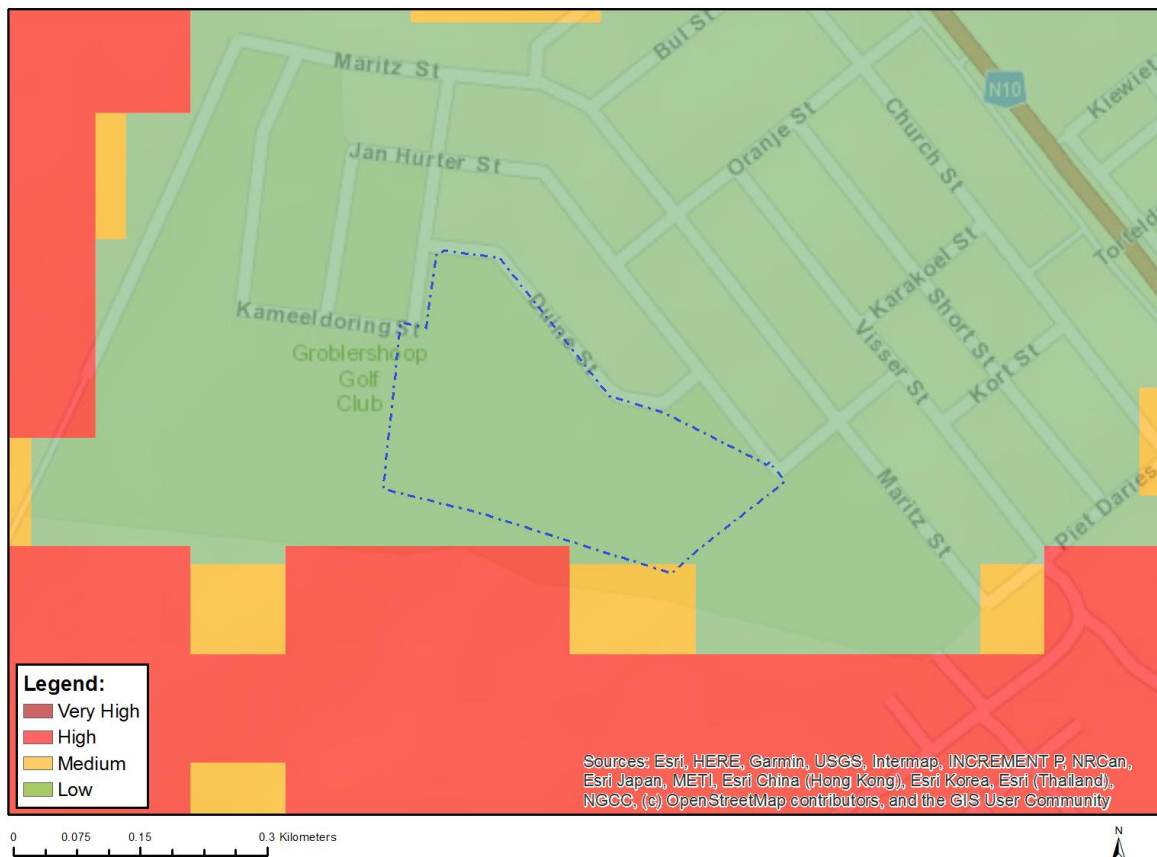 Maritz St
Bul St
N10
Kiewiet
Jan Hurter St
Oranje St
Church St
Karakoel St
Short St
Kameeldoring St
Duine St
Visser St
Kort St
Groblershoop
Golf
Club
Maritz St
Piet Daries
Legend:
Very High
High
Medium
Low
Sources: Esri, HERE, Garmin, USGS, Intermap, INCREMENT P, NRCan,
Esri Japan, METI, Esri China (Hong Kong), Esri Korea, Esri (Thailand),
NGCC, (c) OpenStreetMap contributors, and the GIS User Community
0 0.075 0.15 0.3 Kilometers
N